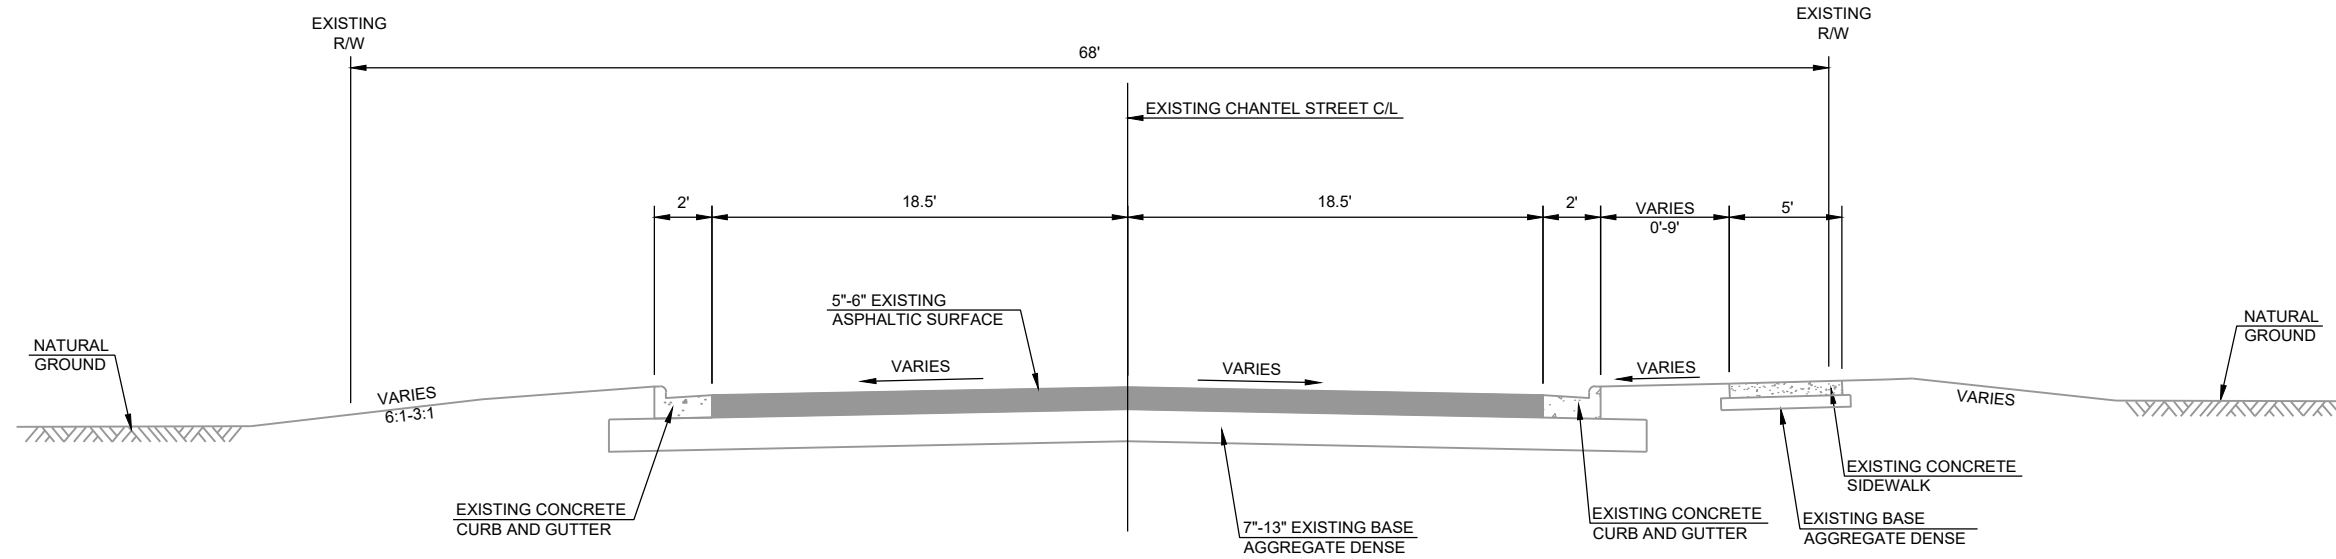 EXISTING
R/W
EXISTING
R/W
68'
EXISTING CHANTEL STREET C/L
2'
18.5'
18.5'
2'
VARIES
0'-9'
5'
5"-6" EXISTING
ASPHALTIC SURFACE
NATURAL
GROUND
NATURAL
GROUND
VARIES
VARIES
VARIES
VARIES
6:1-3:1
VARIES
EXISTING CONCRETE
SIDEWALK
EXISTING CONCRETE
CURB AND GUTTER
7"-13" EXISTING BASE
AGGREGATE DENSE
EXISTING CONCRETE
CURB AND GUTTER
EXISTING BASE
AGGREGATE DENSE